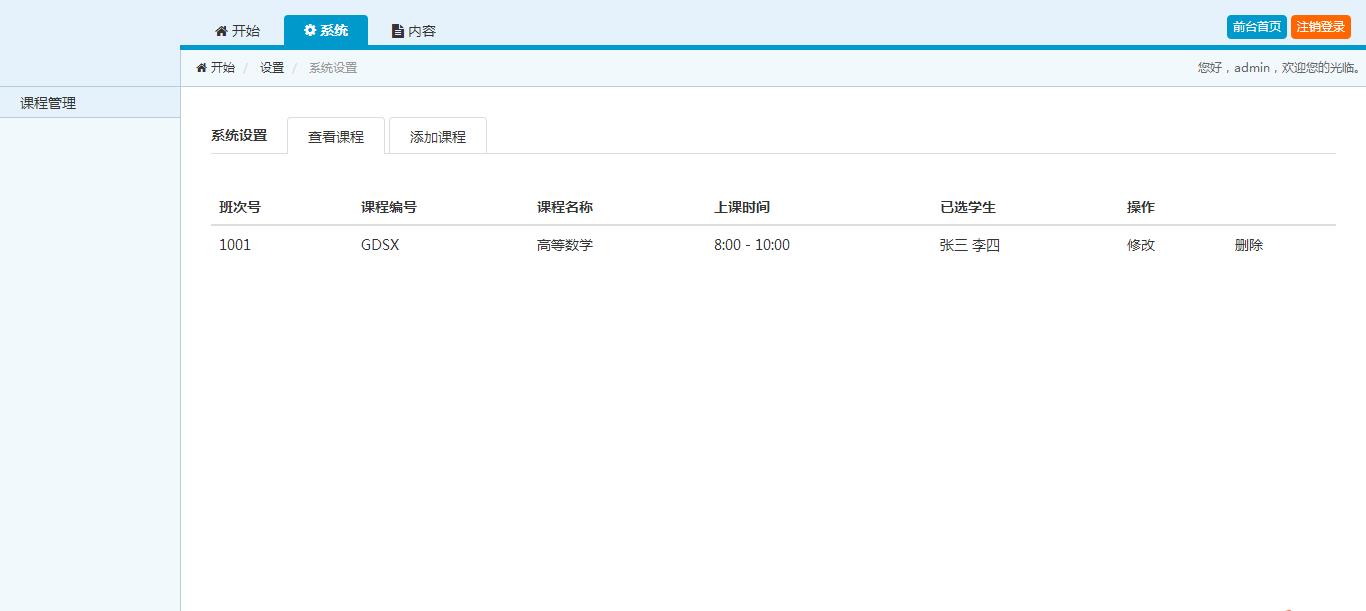 开始 系统 内容 前台首页 注销登录
开始 / 设置 / 系统设置 您好，admin，欢迎您的光临。
课程管理
系统设置 查看课程 添加课程
班次号 课程编号 课程名称 上课时间 已选学生 操作
1001 GDSX 高等数学 8:00 - 10:00 张三 李四 修改 删除